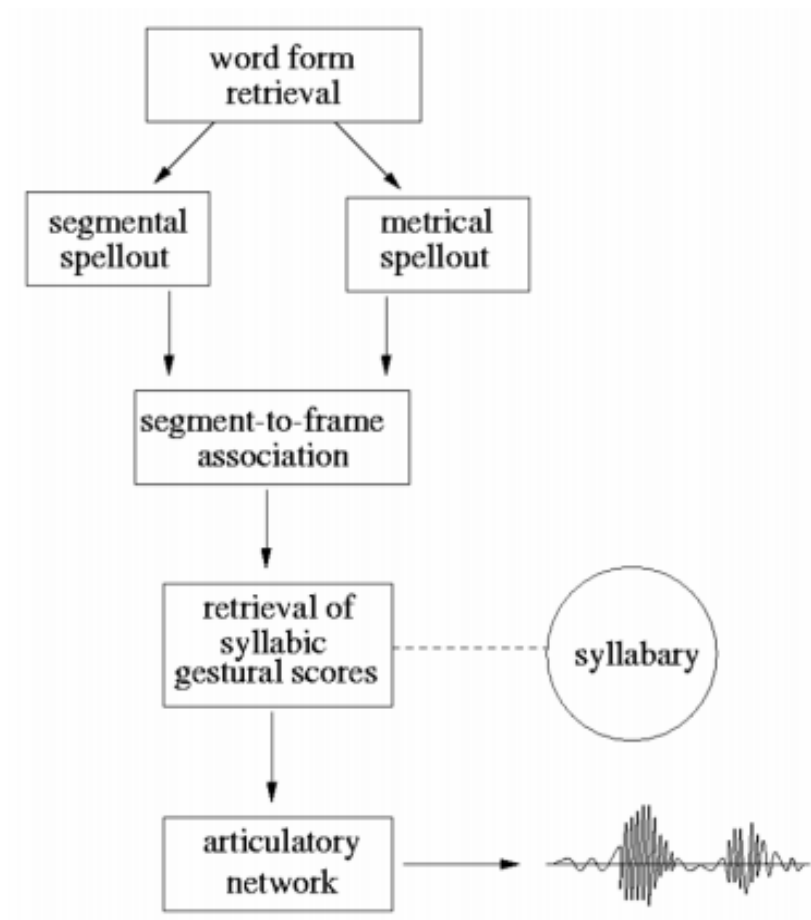 word form
retrieval
segmental
spellout
metrical
spellout
segment-to-frame
association
retrieval of
syllabic
gestural scores
syllabary
articulatory
network